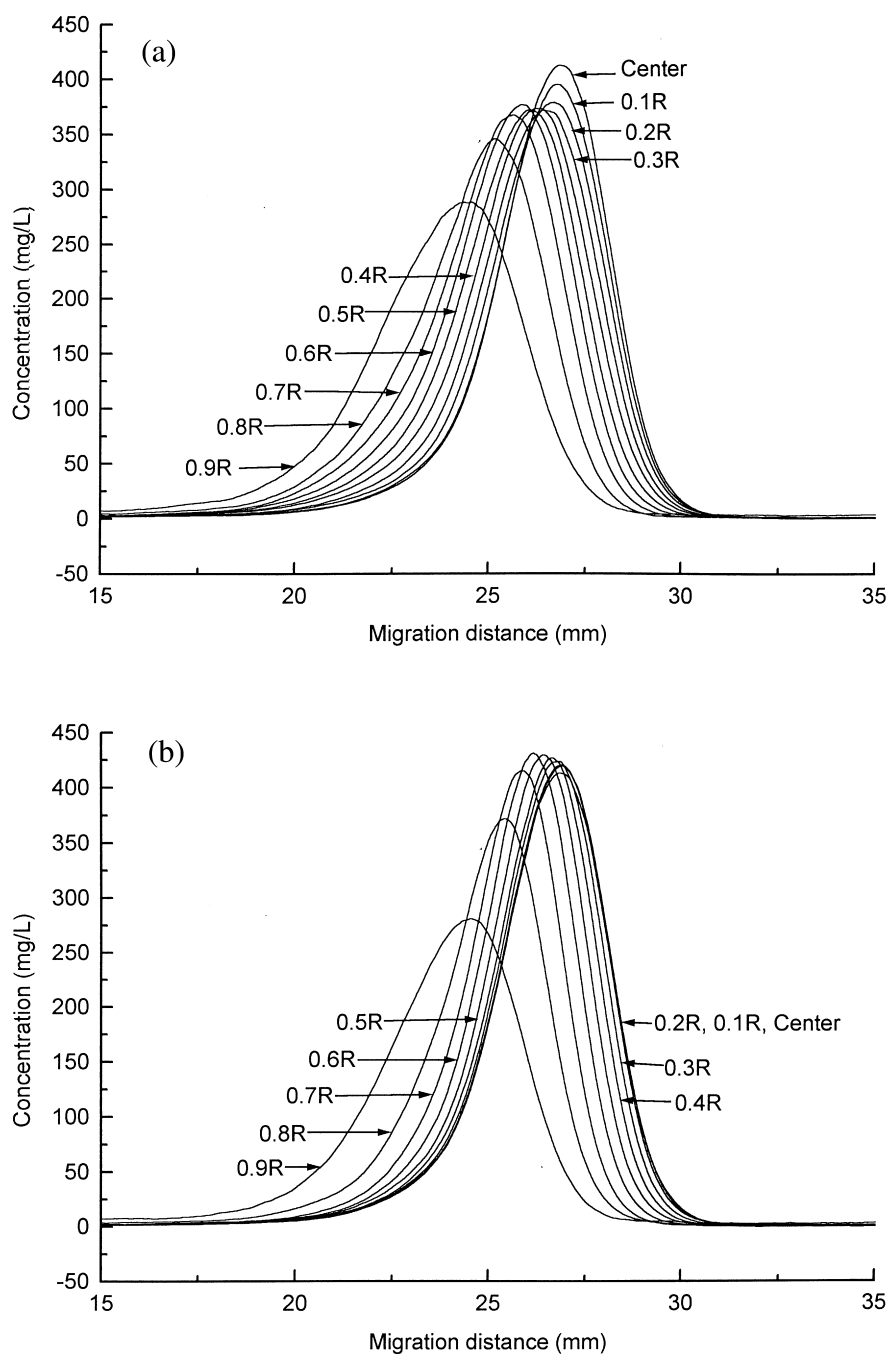 (a)
450
400
350
300
250
200
150
100
50
0
-50
Concentration (mg/L)
Center
0.1R
0.2R
0.3R
0.4R
0.5R
0.6R
0.7R
0.8R
0.9R
15 20 25 30 35
Migration distance (mm)
(b)
450
400
350
300
250
200
150
100
50
0
-50
Concentration (mg/L)
0.5R
0.6R
0.7R
0.8R
0.9R
0.2R, 0.1R, Center
0.3R
0.4R
15 20 25 30 35
Migration distance (mm)